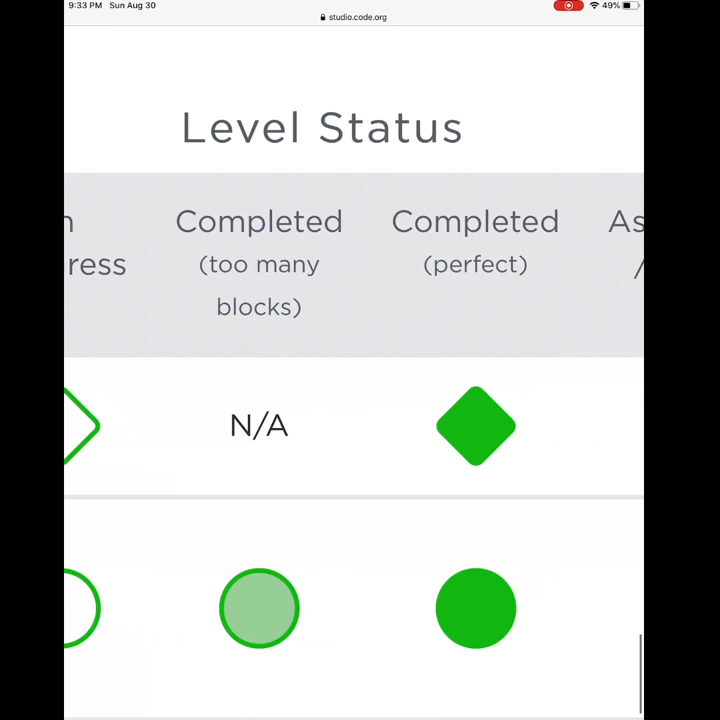 9:33 PM Sun Aug 30
49%
studio.code.org
Level Status
n
ress
Completed
(too many
blocks)
Completed
(perfect)
As
/
N/A